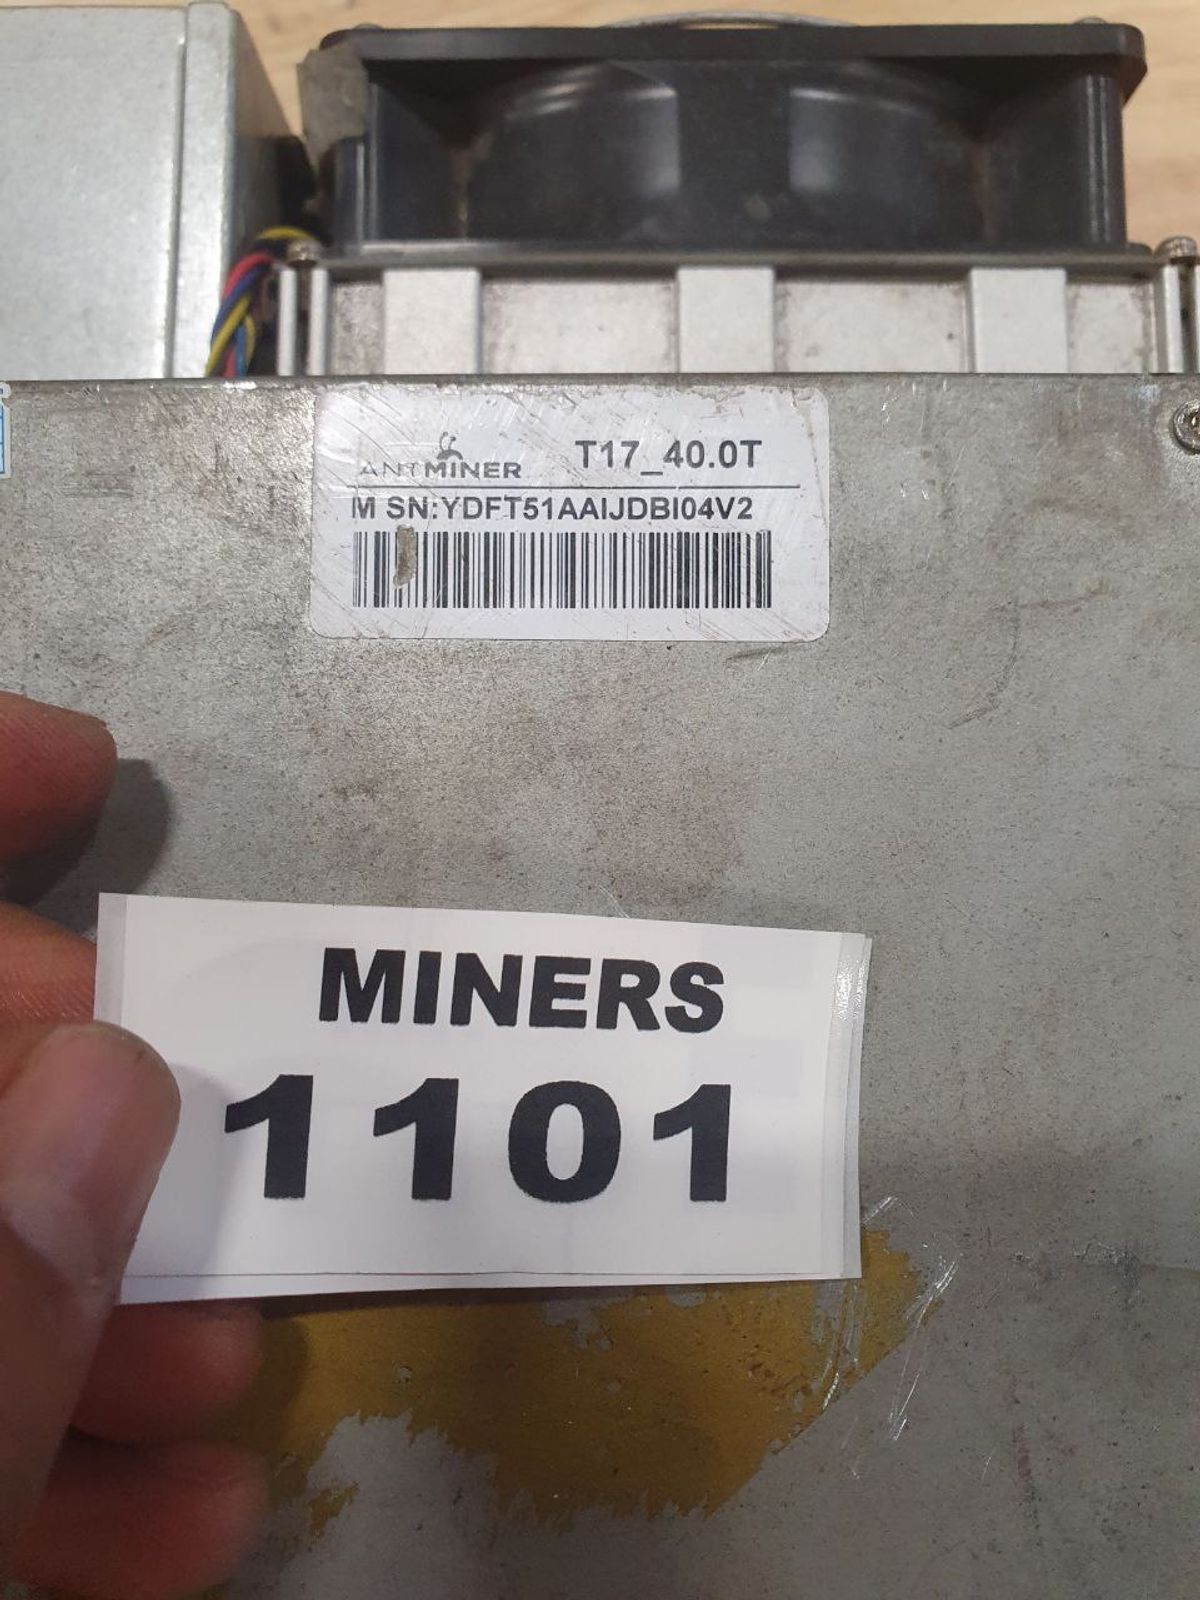 ANTMINER T17_40.0T
M SN:YDFT51AAIJDBI04V2
MINERS
1101